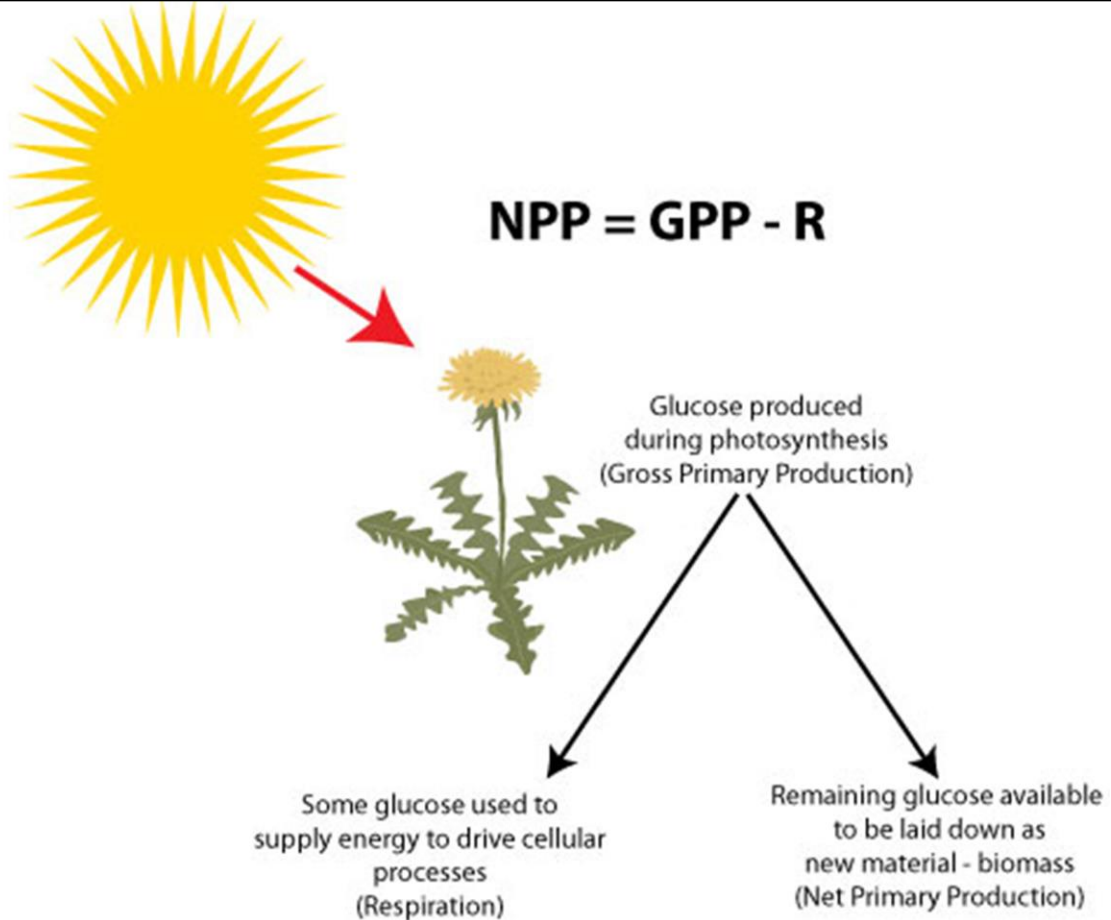 NPP = GPP - R
Glucose produced
during photosynthesis
(Gross Primary Production)
Some glucose used to
supply energy to drive cellular
processes
(Respiration)
Remaining glucose available
to be laid down as
new material - biomass
(Net Primary Production)